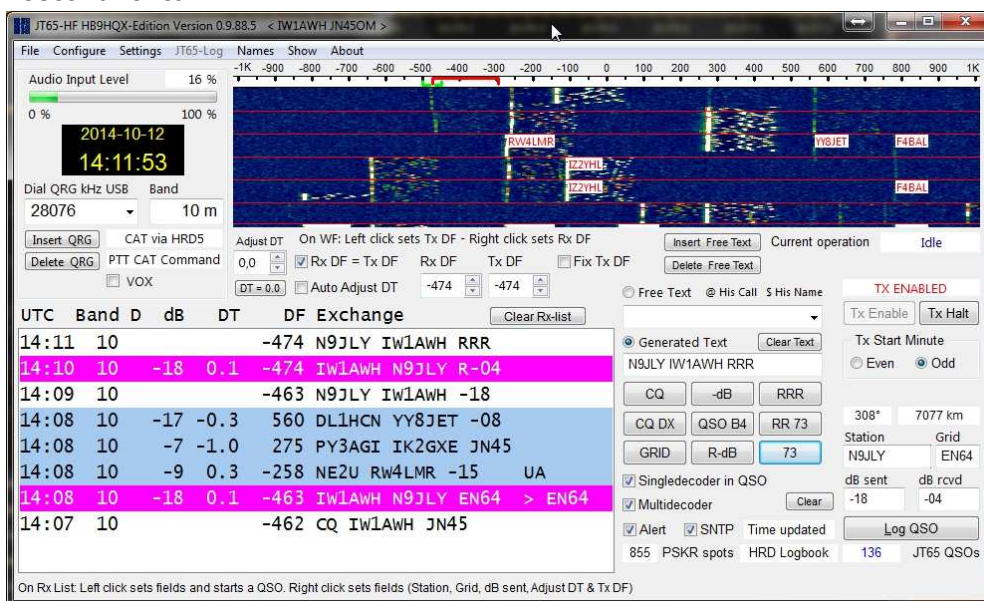 JT65-HF HB9HQX-Edition Version 0.9.88.5 < IW1AWH JN45OM >
File Configure Settings JT65-Log Names Show About
-1K -900 -800 -700 -600 -500 -400 -300 -200 -100 0 100 200 300 400 500 600 700 800 900 1K
Audio Input Level 16 %
0 % 100 %
2014-10-12
14:11:53
RW4LMR YY8JET F4BAL
IZ2YHL
IZ2YHL F4BAL
Dial QRG kHz USB Band
28076 10 m
Insert QRG CAT via HRD5
Delete QRG PTT CAT Command
VOX
Adjust DT On WF: Left click sets Tx DF - Right click sets Rx DF
0,0 Rx DF = Tx DF Rx DF Tx DF Fix Tx DF
DT = 0.0 Auto Adjust DT -474 -474
Insert Free Text Current operation Idle
Delete Free Text
Free Text @ His Call $ His Name TX ENABLED
Tx Enable Tx Halt
UTC Band D dB DT DF Exchange Clear Rx-list
14:11 10 -474 N9JLY IW1AWH RRR
14:10 10 -18 0.1 -474 IW1AWH N9JLY R-04
14:09 10 -463 N9JLY IW1AWH -18
14:08 10 -17 -0.3 560 DL1HCN YY8JET -08
14:08 10 -7 -1.0 275 PY3AGI IK2GXE JN45
14:08 10 -9 0.3 -258 NE2U RW4LMR -15 UA
14:08 10 -18 0.1 -463 IW1AWH N9JLY EN64 > EN64
14:07 10 -462 CQ IW1AWH JN45
Generated Text Clear Text
N9JLY IW1AWH RRR
CQ -dB RRR
CQ DX QSO B4 RR 73
GRID R-dB 73
Tx Start Minute
Even Odd
308° 7077 km
Station Grid
N9JLY EN64
dB sent dB rcvd
-18 -04
Singledecoder in QSO
Multidecoder Clear
Alert SNTP Time updated Log QSO
855 PSKR spots HRD Logbook 136 JT65 QSOs
On Rx List: Left click sets fields and starts a QSO. Right click sets fields (Station, Grid, dB sent, Adjust DT & Tx DF)